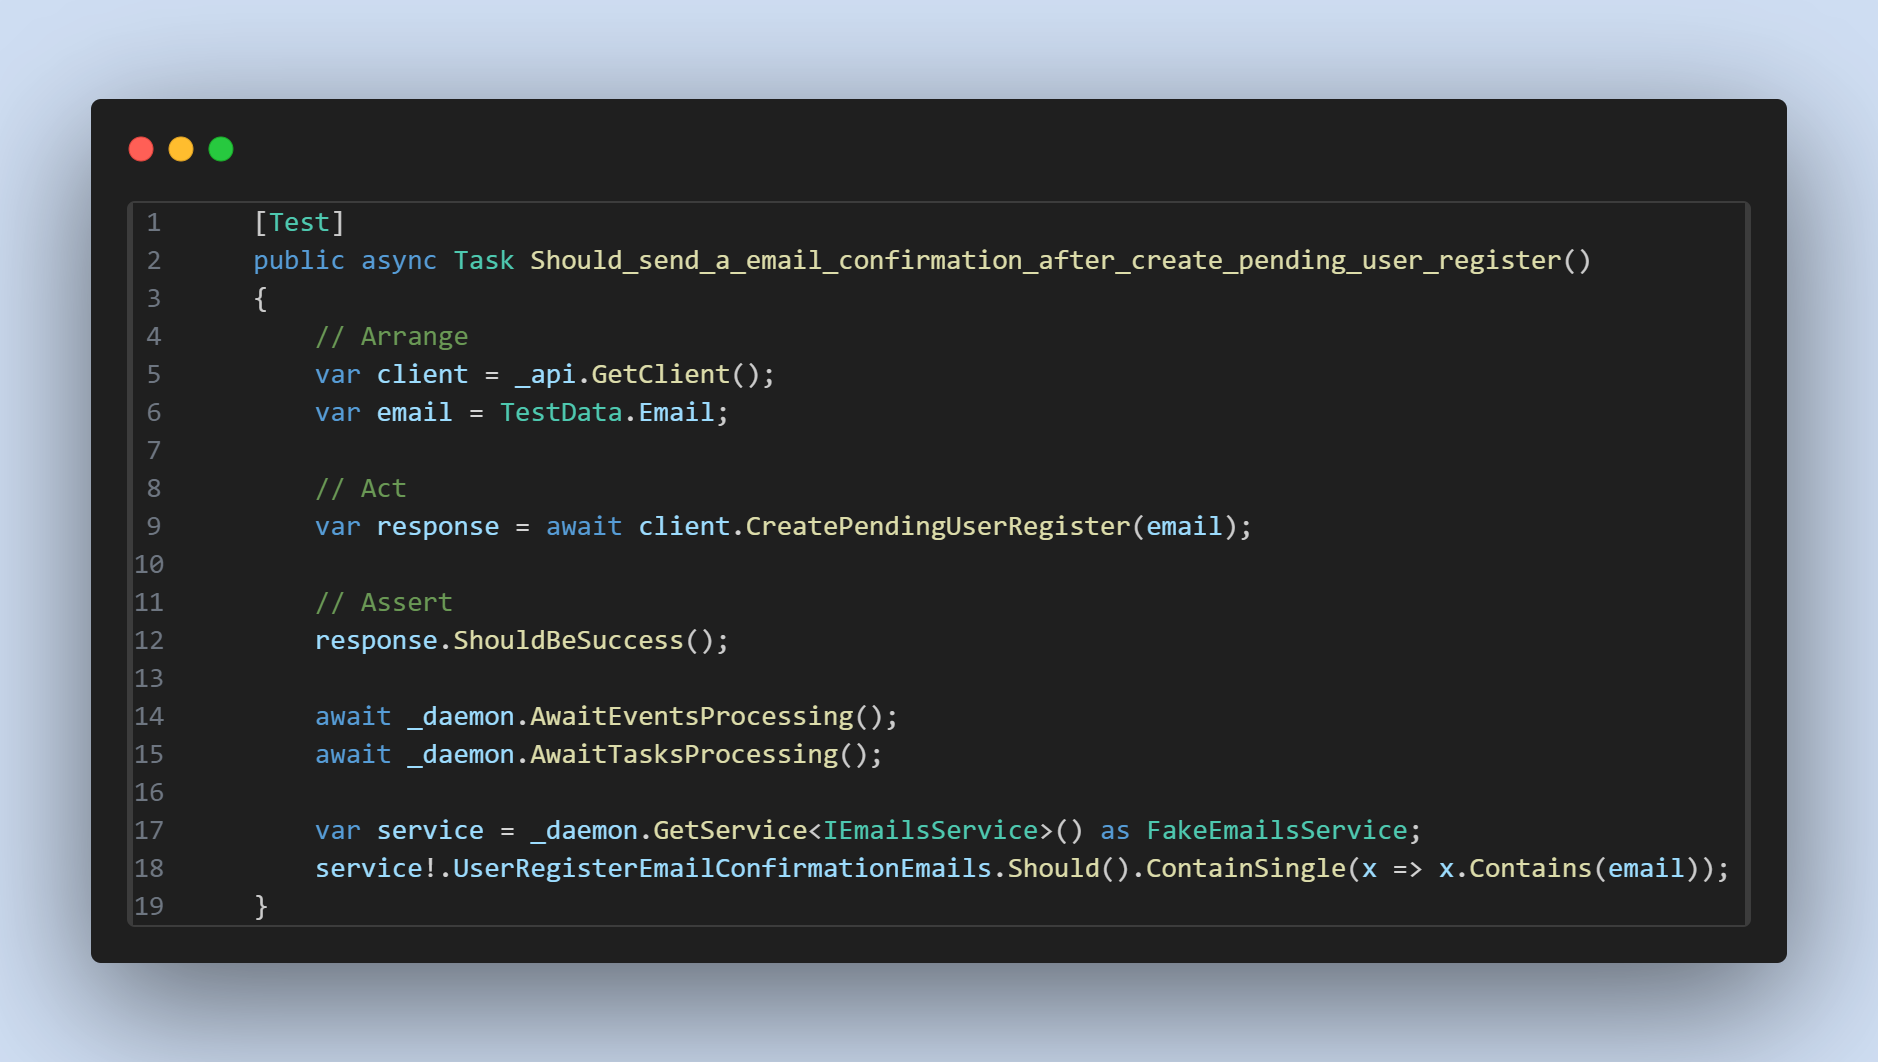 1 [Test]
2 public async Task Should_send_a_email_confirmation_after_create_pending_user_register()
3 {
4 // Arrange
5 var client = _api.GetClient();
6 var email = TestData.Email;
7
8 // Act
9 var response = await client.CreatePendingUserRegister(email);
10
11 // Assert
12 response.ShouldBeSuccess();
13
14 await _daemon.AwaitEventsProcessing();
15 await _daemon.AwaitTasksProcessing();
16
17 var service = _daemon.GetService<IEmailsService>() as FakeEmailsService;
18 service!.UserRegisterEmailConfirmationEmails.Should().ContainSingle(x => x.Contains(email));
19 }